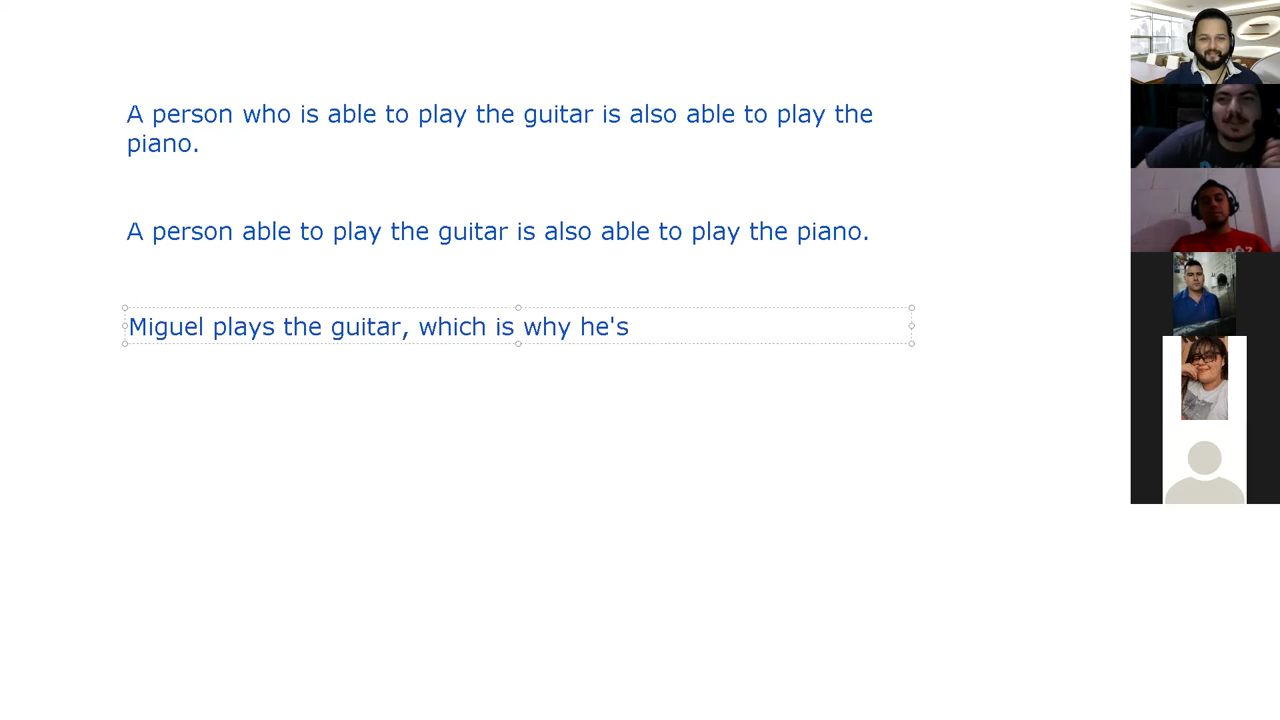 A person who is able to play the guitar is also able to play the
piano.
A person able to play the guitar is also able to play the piano.
Miguel plays the guitar, which is why he's